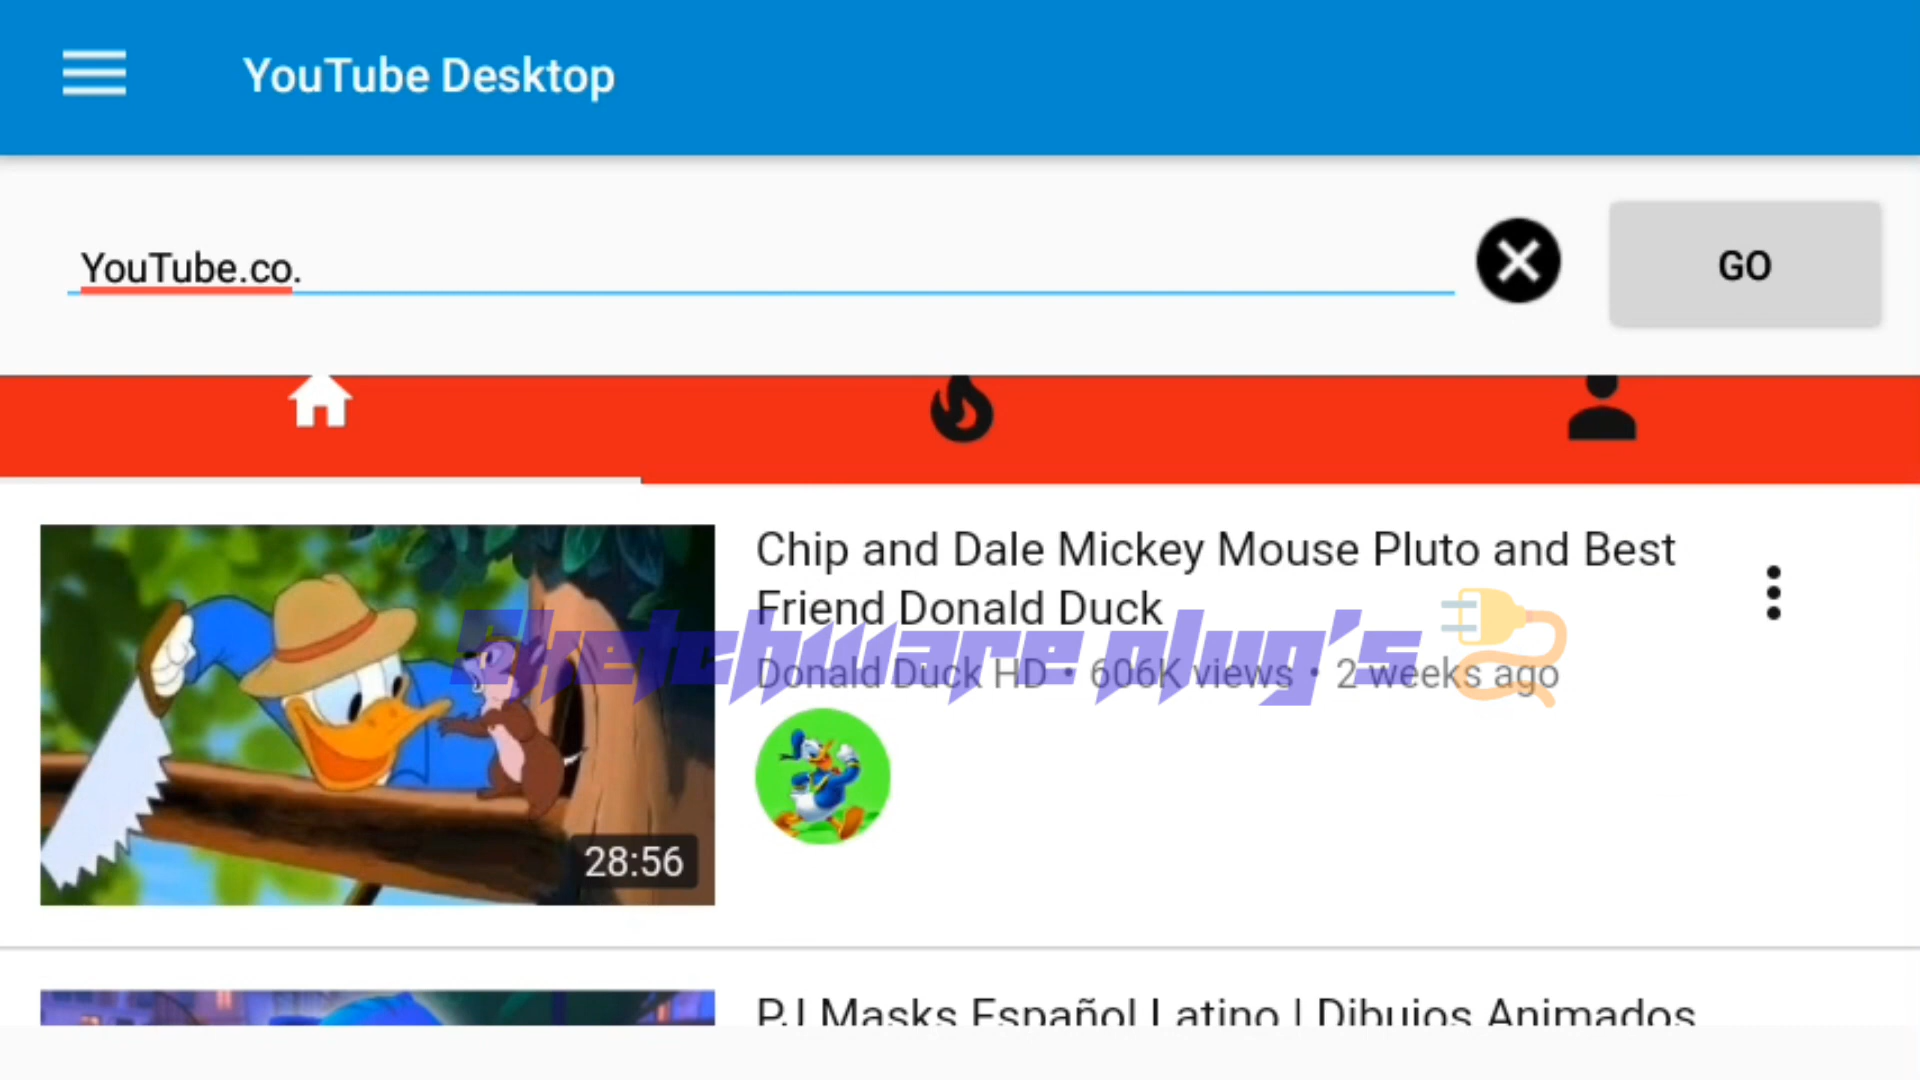 YouTube Desktop
YouTube.co.
GO
Chip and Dale Mickey Mouse Pluto and Best
Friend Donald Duck
Sketchware plug's
Donald Duck HD • 606K views • 2 weeks ago
28:56
PJ Masks Español Latino | Dibujos Animados